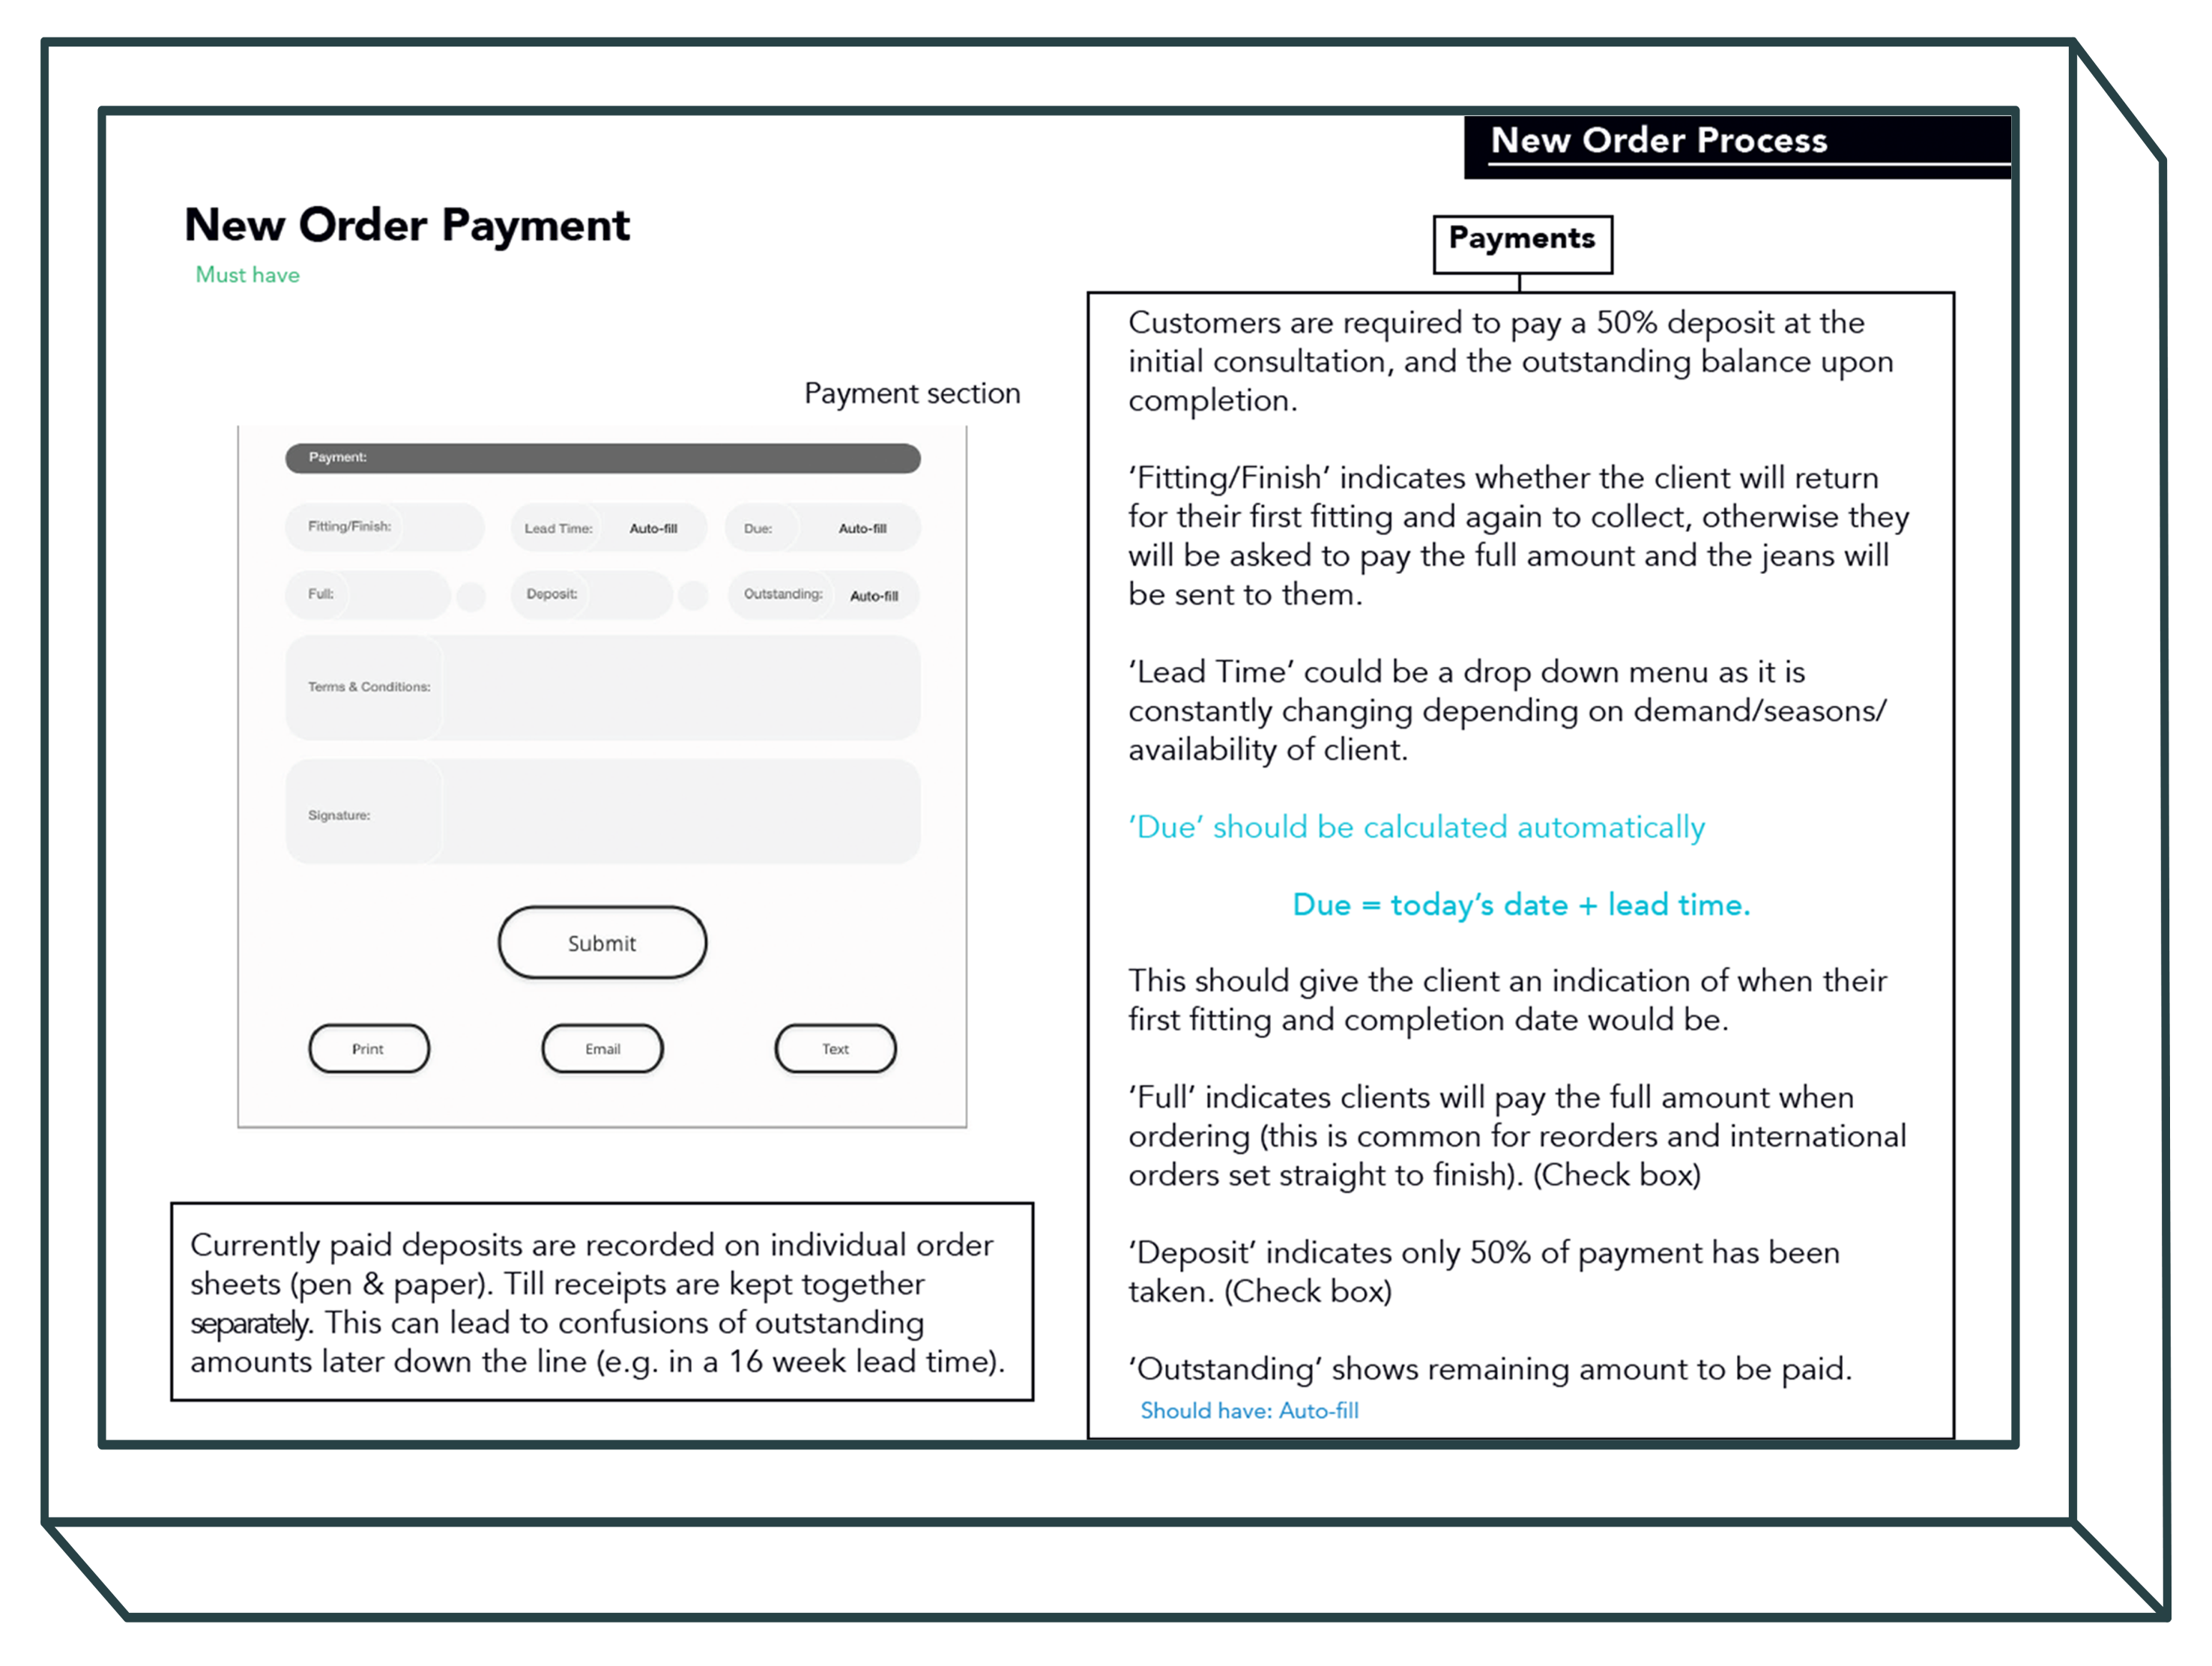 New Order Process
New Order Payment
Must have
Payment section
Payment:
Fitting/Finish:
Lead Time: Auto-fill
Due: Auto-fill
Full:
Deposit:
Outstanding: Auto-fill
Terms & Conditions:
Signature:
Submit
Print
Email
Text
Currently paid deposits are recorded on individual order
sheets (pen & paper). Till receipts are kept together
separately. This can lead to confusions of outstanding
amounts later down the line (e.g. in a 16 week lead time).
Payments
Customers are required to pay a 50% deposit at the
initial consultation, and the outstanding balance upon
completion.
‘Fitting/Finish’ indicates whether the client will return
for their first fitting and again to collect, otherwise they
will be asked to pay the full amount and the jeans will
be sent to them.
‘Lead Time’ could be a drop down menu as it is
constantly changing depending on demand/seasons/
availability of client.
‘Due’ should be calculated automatically
Due = today’s date + lead time.
This should give the client an indication of when their
first fitting and completion date would be.
‘Full’ indicates clients will pay the full amount when
ordering (this is common for reorders and international
orders set straight to finish). (Check box)
‘Deposit’ indicates only 50% of payment has been
taken. (Check box)
‘Outstanding’ shows remaining amount to be paid.
Should have: Auto-fill